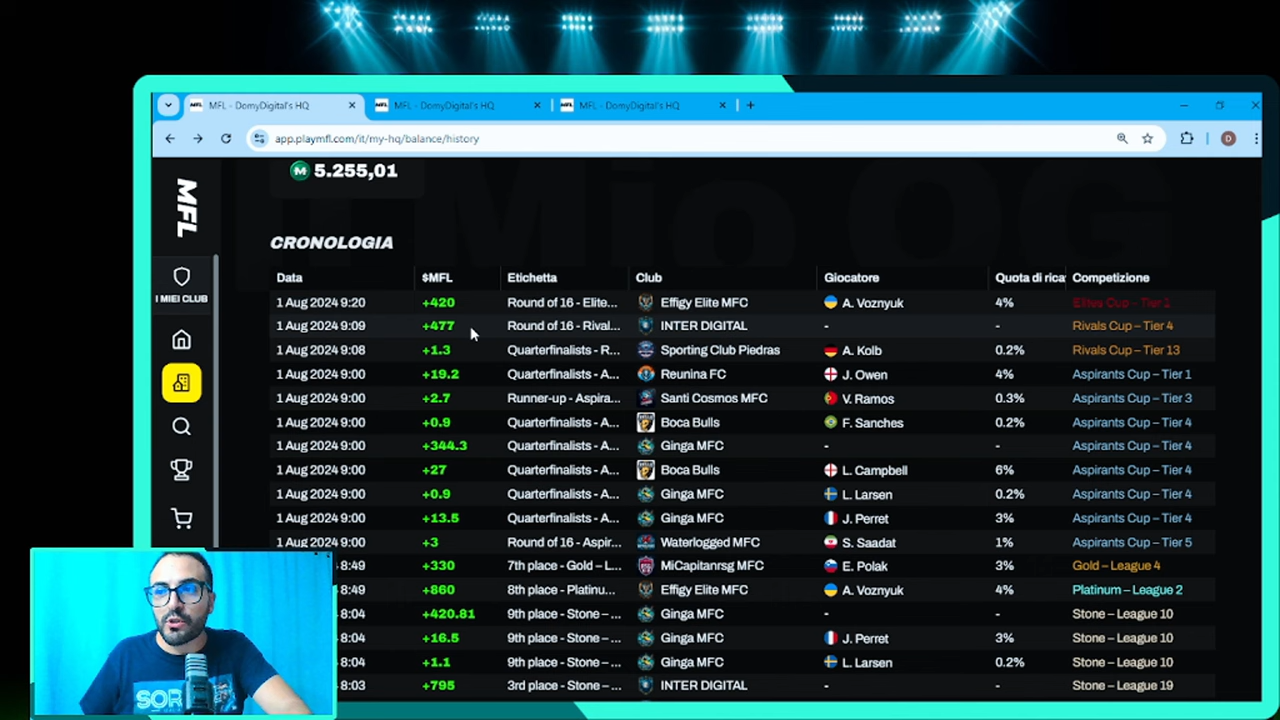 MFL - DomyDigital's HQ MFL - DomyDigital's HQ MFL - DomyDigital's HQ
app.playmfl.com/it/my-hq/balance/history D
5.255,01
MFL
I MIEI CLUB
CRONOLOGIA
Data $MFL Etichetta Club Giocatore Quota di rica Competizione
1 Aug 2024 9:20 +420 Round of 16 - Elite... Effigy Elite MFC A. Voznyuk 4% Elites Cup – Tier 1
1 Aug 2024 9:09 +477 Round of 16 - Rival... INTER DIGITAL - - Rivals Cup – Tier 4
1 Aug 2024 9:08 +1.3 Quarterfinalists - R... Sporting Club Piedras A. Kolb 0.2% Rivals Cup – Tier 13
1 Aug 2024 9:00 +19.2 Quarterfinalists - A... Reunina FC J. Owen 4% Aspirants Cup – Tier 1
1 Aug 2024 9:00 +2.7 Runner-up - Aspira... Santi Cosmos MFC V. Ramos 0.3% Aspirants Cup – Tier 3
1 Aug 2024 9:00 +0.9 Quarterfinalists - A... Boca Bulls F. Sanches 0.2% Aspirants Cup – Tier 4
1 Aug 2024 9:00 +344.3 Quarterfinalists - A... Ginga MFC - - Aspirants Cup – Tier 4
1 Aug 2024 9:00 +27 Quarterfinalists - A... Boca Bulls L. Campbell 6% Aspirants Cup – Tier 4
1 Aug 2024 9:00 +0.9 Quarterfinalists - A... Ginga MFC L. Larsen 0.2% Aspirants Cup – Tier 4
1 Aug 2024 9:00 +13.5 Quarterfinalists - A... Ginga MFC J. Perret 3% Aspirants Cup – Tier 4
1 Aug 2024 9:00 +3 Round of 16 - Aspir... Waterlogged MFC S. Saadat 1% Aspirants Cup – Tier 5
8:49 +330 7th place - Gold – L... MiCapitanrsg MFC E. Polak 3% Gold – League 4
8:49 +860 8th place - Platinu... Effigy Elite MFC A. Voznyuk 4% Platinum – League 2
8:04 +420.81 9th place - Stone –... Ginga MFC - - Stone – League 10
8:04 +16.5 9th place - Stone –... Ginga MFC J. Perret 3% Stone – League 10
8:04 +1.1 9th place - Stone –... Ginga MFC L. Larsen 0.2% Stone – League 10
8:03 +795 3rd place - Stone –... INTER DIGITAL - - Stone – League 19
SOR